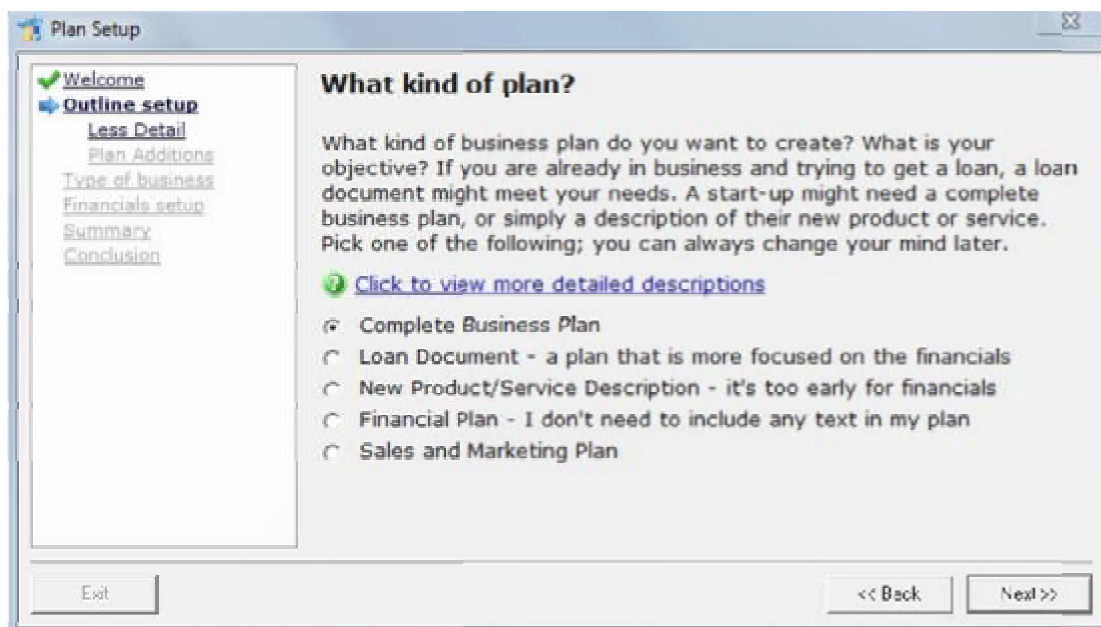 Plan Setup
Welcome
Outline setup
Less Detail
Plan Additions
Type of business
Financials setup
Summary
Conclusion
What kind of plan?
What kind of business plan do you want to create? What is your
objective? If you are already in business and trying to get a loan, a loan
document might meet your needs. A start-up might need a complete
business plan, or simply a description of their new product or service.
Pick one of the following; you can always change your mind later.
Click to view more detailed descriptions
Complete Business Plan
Loan Document - a plan that is more focused on the financials
New Product/Service Description - it's too early for financials
Financial Plan - I don't need to include any text in my plan
Sales and Marketing Plan
Exit
<< Back
Next >>